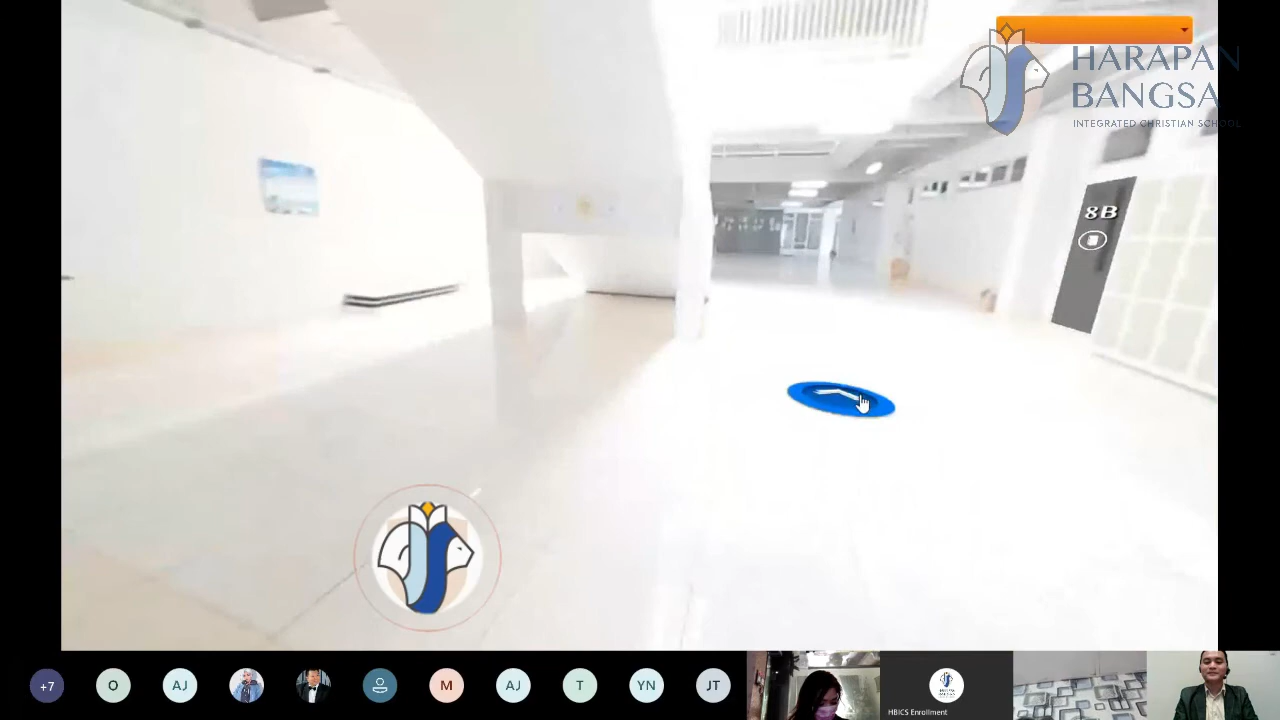 HARAPAN
BANGSA
INTEGRATED CHRISTIAN SCHOOL
8B
+7
O
AJ
M
AJ
T
YN
JT
HBICS Enrollment